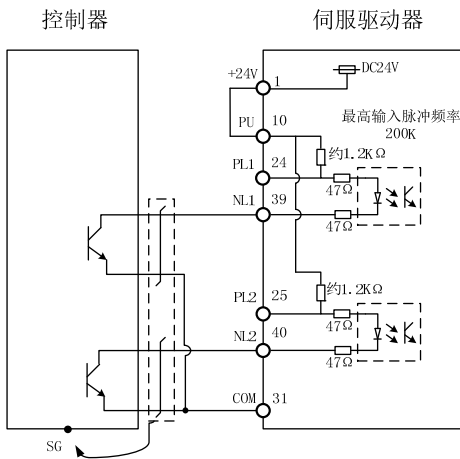 控制器
伺服驱动器
+24V
1
DC24V
PU
10
最高输入脉冲频率
200K
约1.2KΩ
PL1
24
47Ω
NL1
39
47Ω
约1.2KΩ
PL2
25
47Ω
NL2
40
47Ω
COM
31
SG